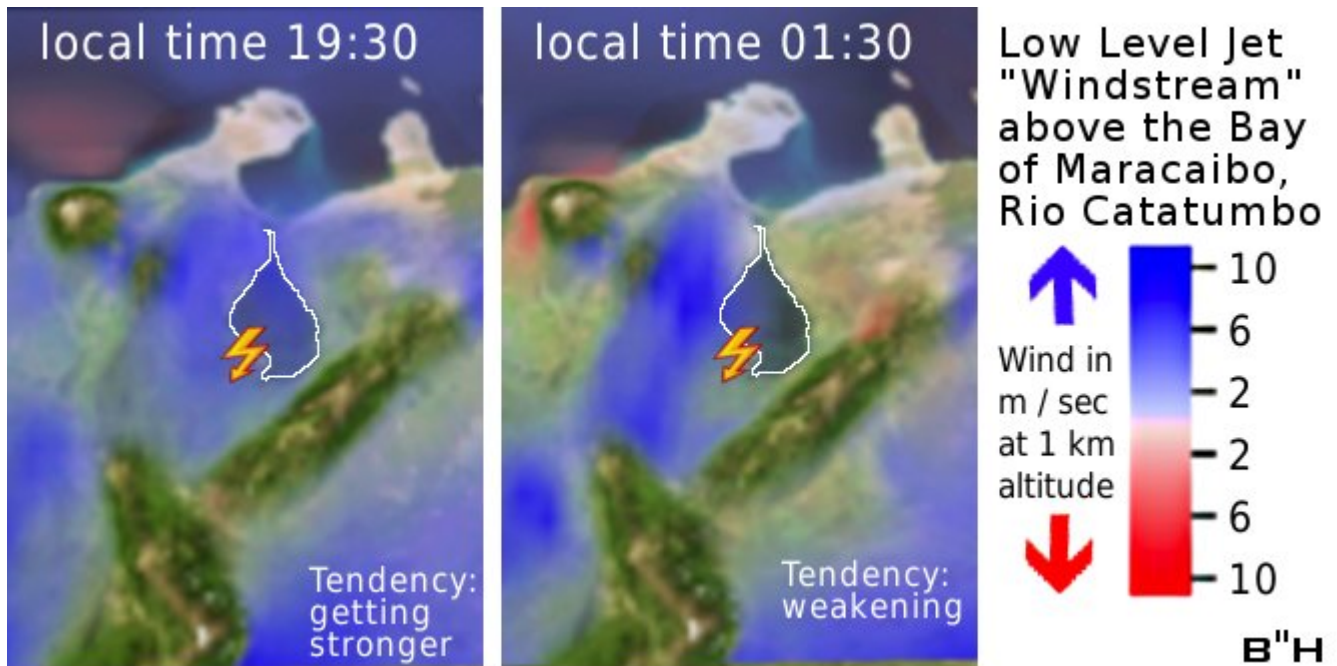 local time 19:30
Tendency:
getting
stronger
local time 01:30
Tendency:
weakening
Low Level Jet
"Windstream"
above the Bay
of Maracaibo,
Rio Catatumbo
Wind in
m / sec
at 1 km
altitude
10
6
2
2
6
10
B"H